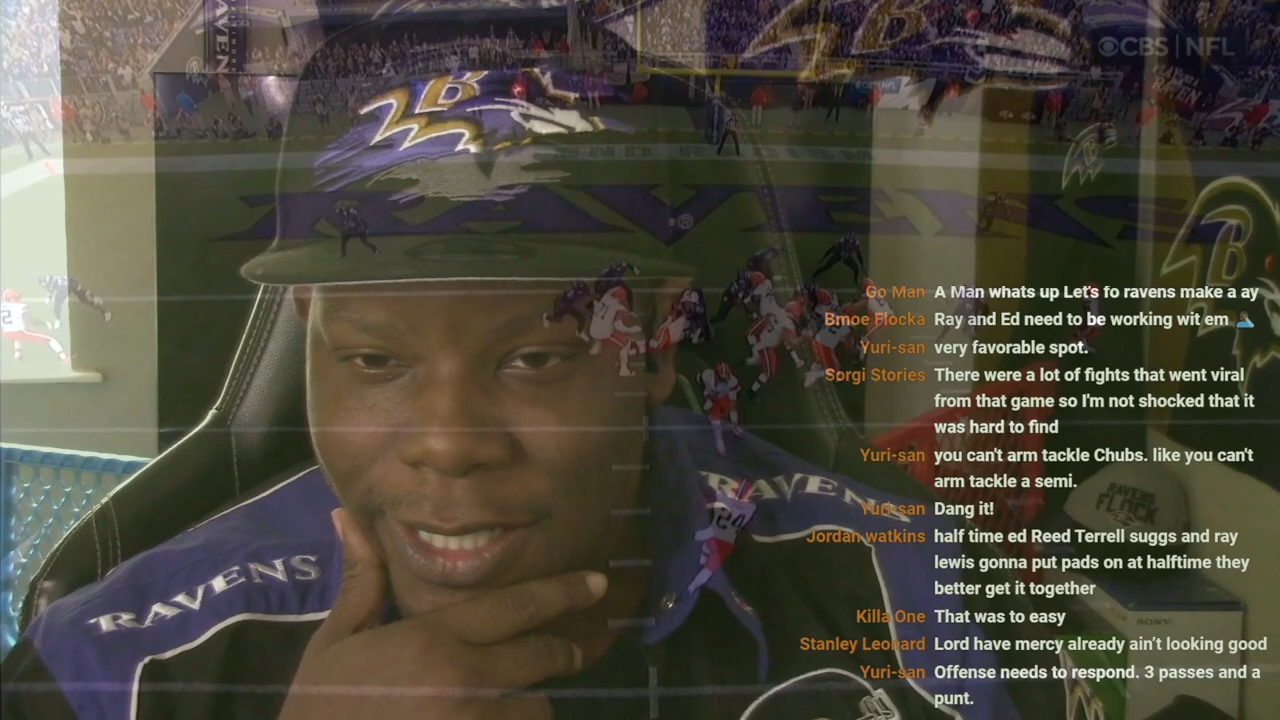 CBS | NFL
RAVENS
RAVENS
Go Man A Man whats up Let's fo ravens make a ay
Bmoe Flocka Ray and Ed need to be working wit em
Yuri-san very favorable spot.
Sorgi Stories There were a lot of fights that went viral
from that game so I'm not shocked that it
was hard to find
Yuri-san you can't arm tackle Chubs. like you can't
arm tackle a semi.
RAVENS
Yuri-san Dang it!
24
Jordan watkins half time ed Reed Terrell suggs and ray
lewis gonna put pads on at halftime they
better get it together
RAVENS
FLOCK
RAVENS
Killa One That was to easy
SONY
Stanley Leonard Lord have mercy already ain't looking good
Yuri-san Offense needs to respond. 3 passes and a
punt.